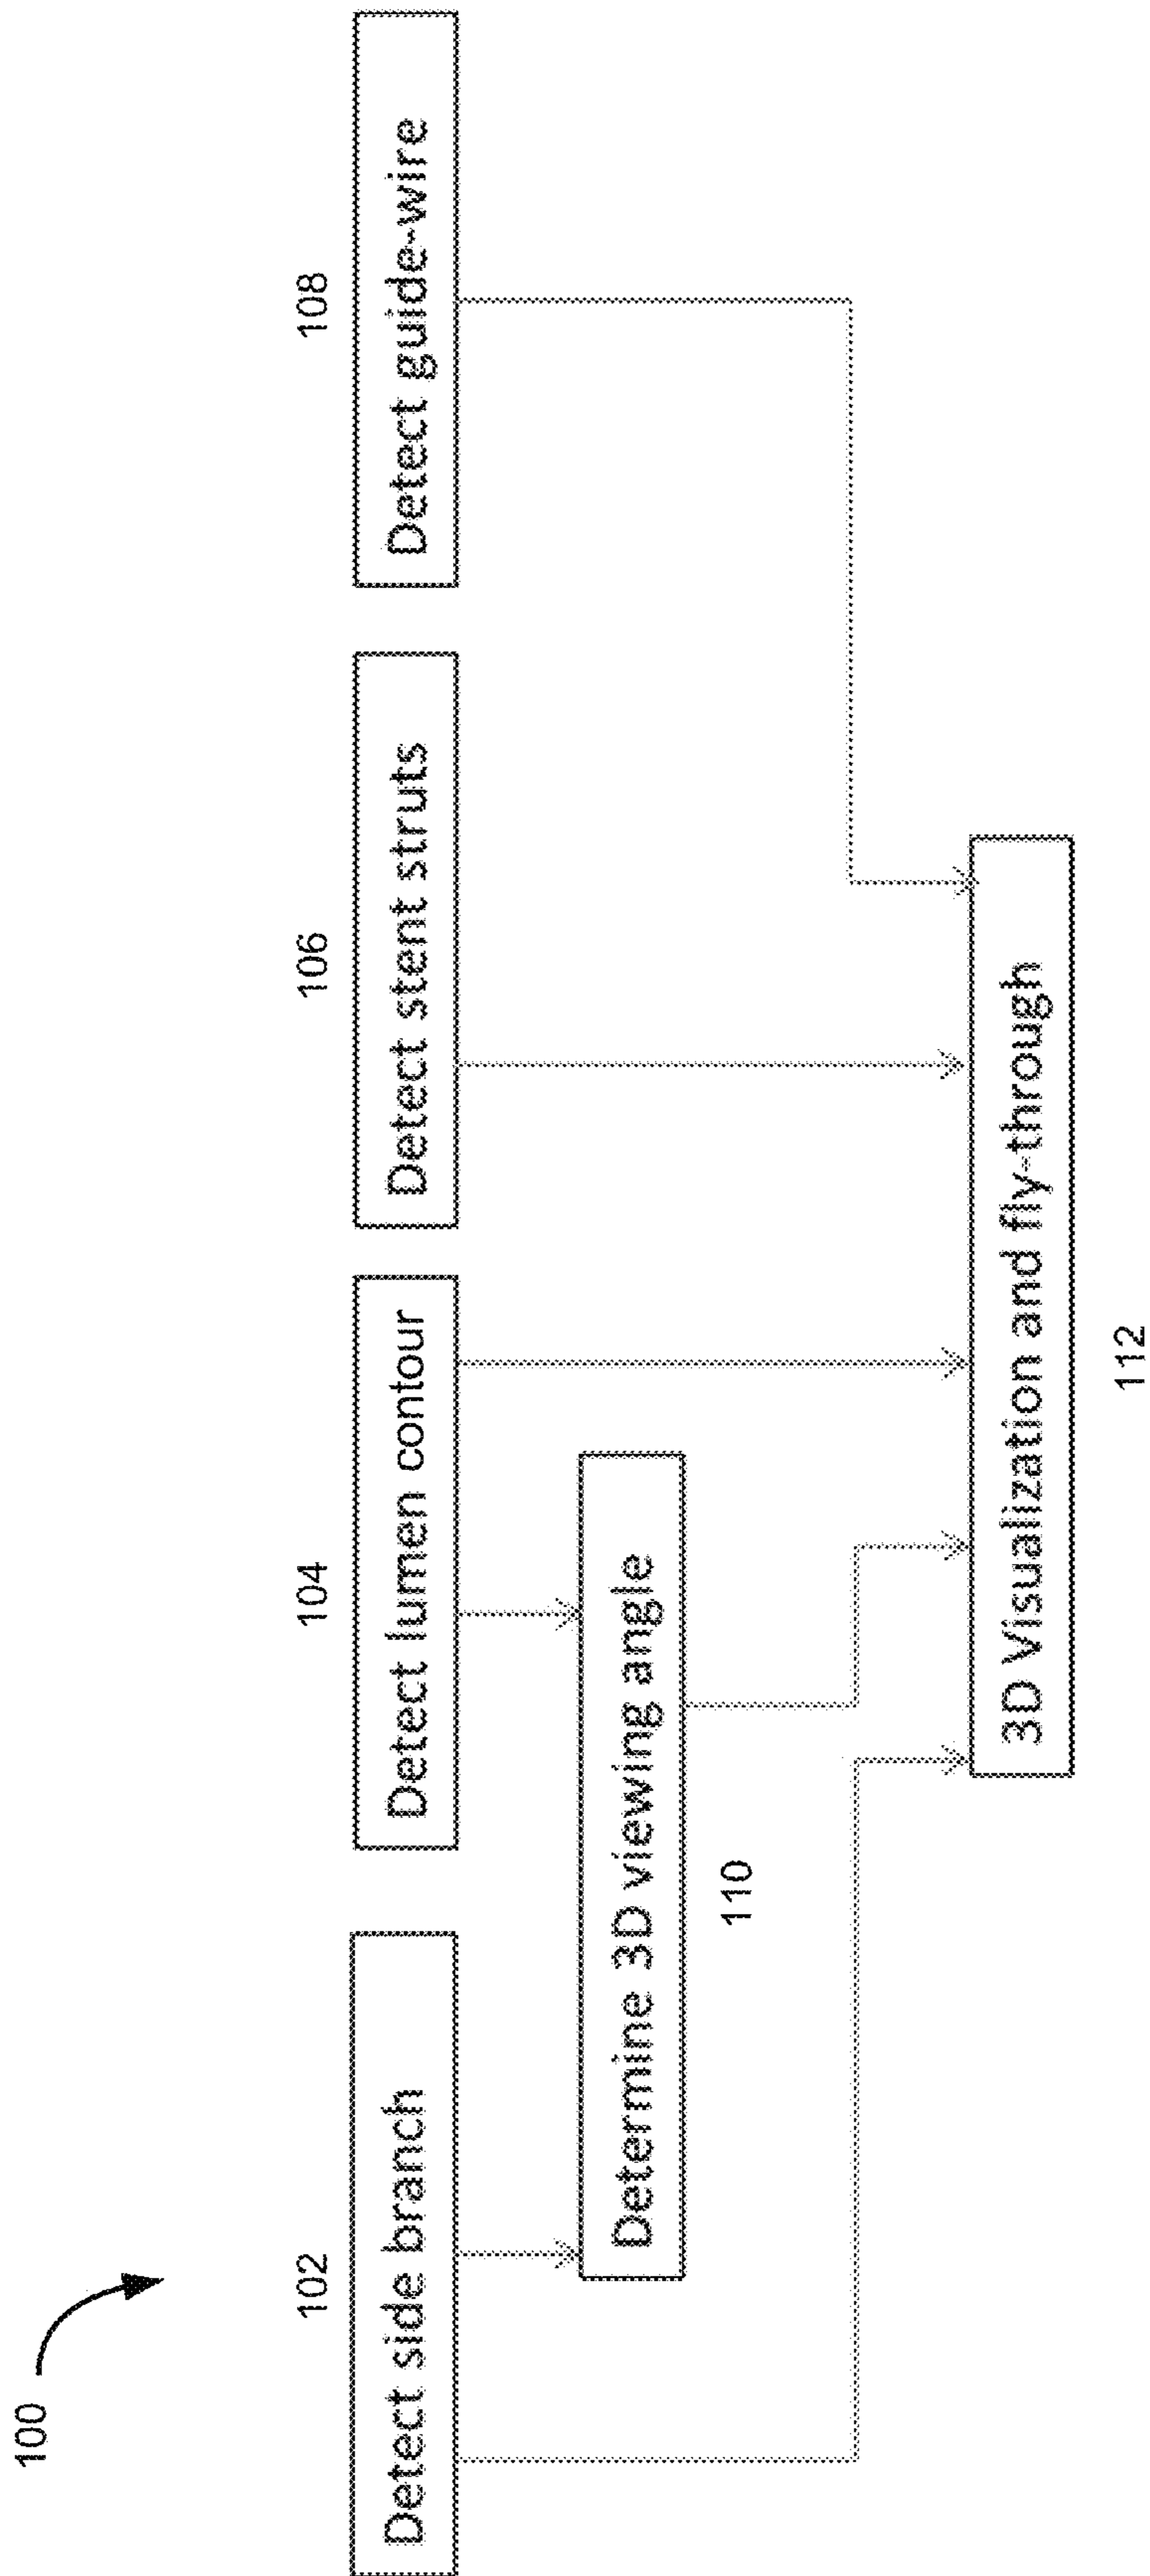 100
102
Detect side branch
104
Detect lumen contour
106
Detect stent struts
108
Detect guide-wire
Determine 3D viewing angle
110
3D Visualization and fly-through
112